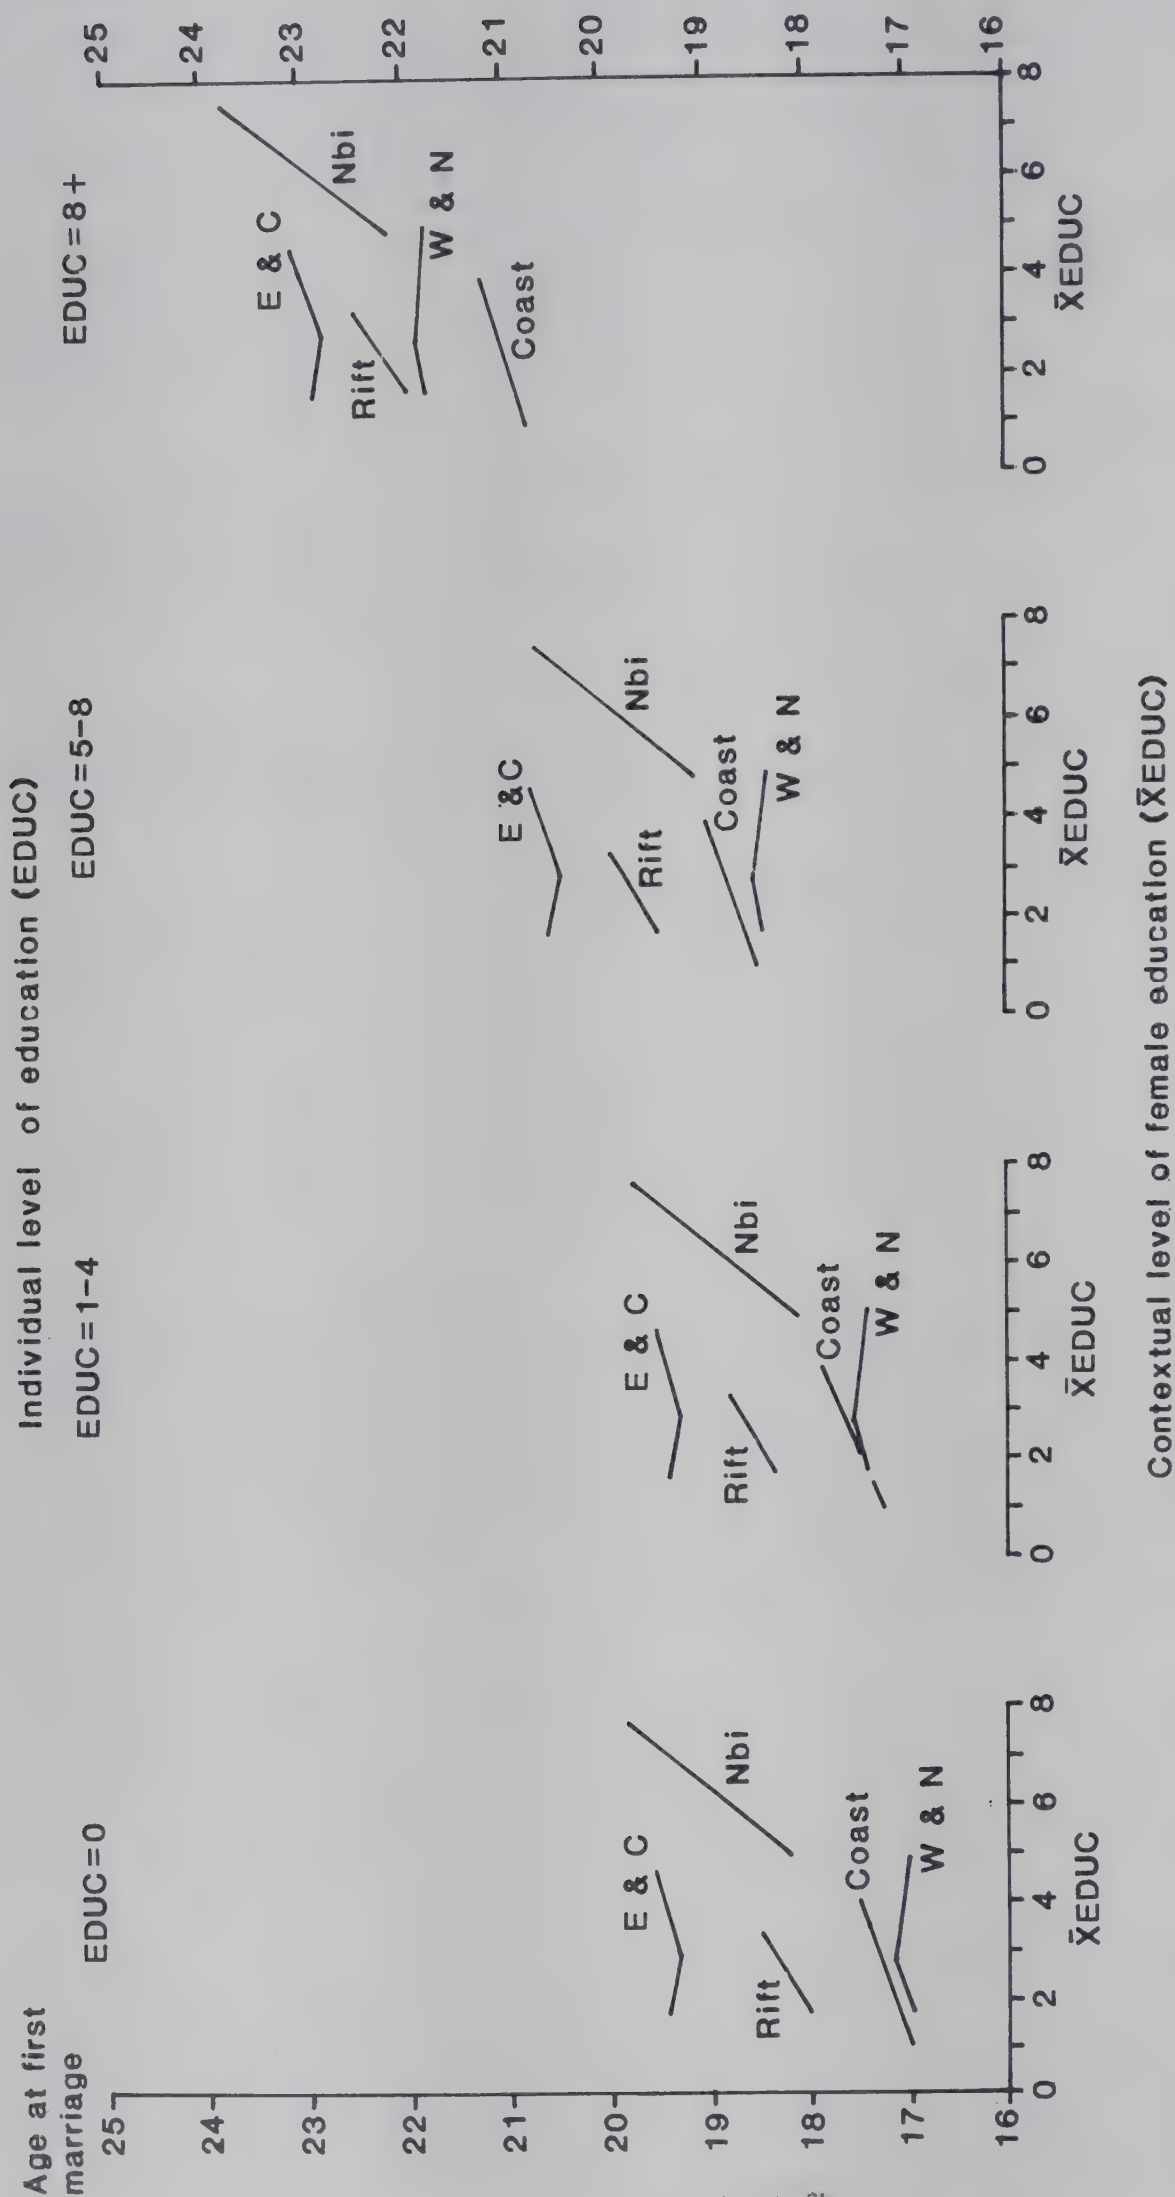 Individual level of education (EDUC)
Age at first
marriage
EDUC=0
EDUC=1-4
EDUC=5-8
EDUC=8+
25
24
23
22
21
20
19
18
17
16
E & C
Nbi
Rift
Coast
W & N
0 2 4 6 8
X̄EDUC
E & C
Nbi
Rift
Coast
W & N
0 2 4 6 8
X̄EDUC
E & C
Nbi
Rift
Coast
W & N
0 2 4 6 8
X̄EDUC
E & C
Nbi
Rift
W & N
Coast
0 2 4 6 8
X̄EDUC
25
24
23
22
21
20
19
18
17
16
Contextual level of female education (X̄EDUC)